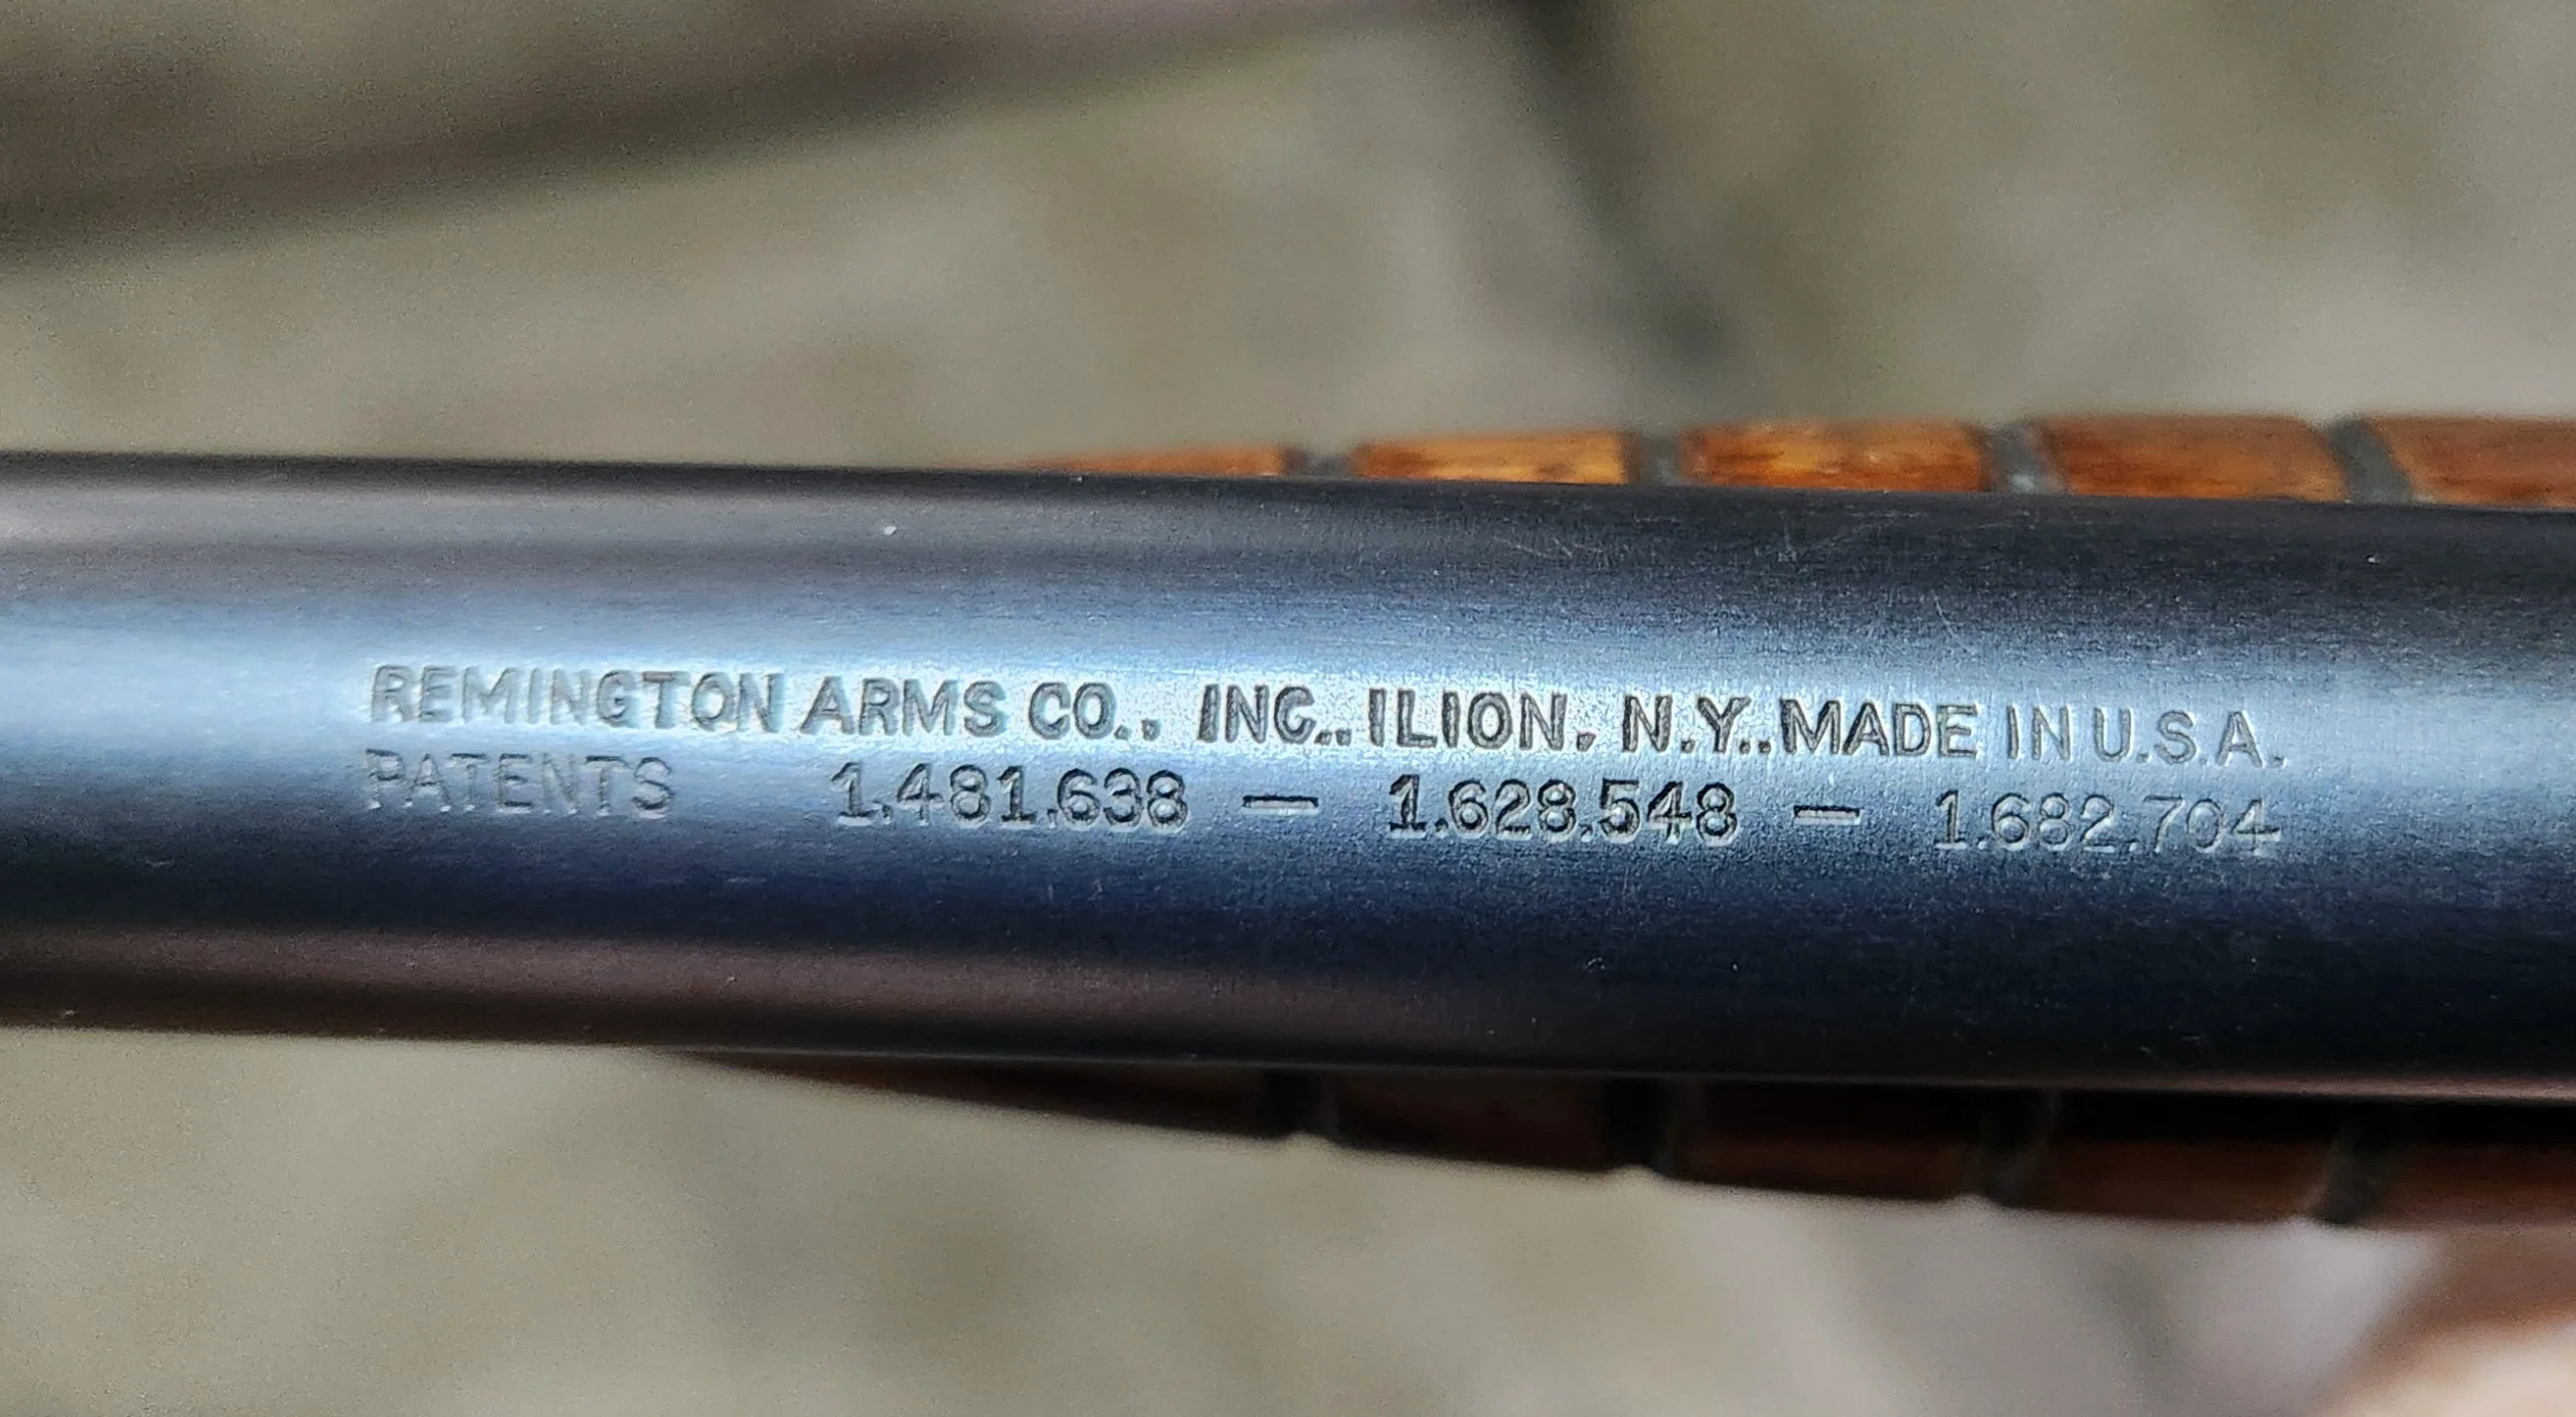 REMINGTON ARMS CO., INC., ILION, N.Y., MADE IN U.S.A.
PATENTS 1.481.638 — 1.628.548 — 1.682.704